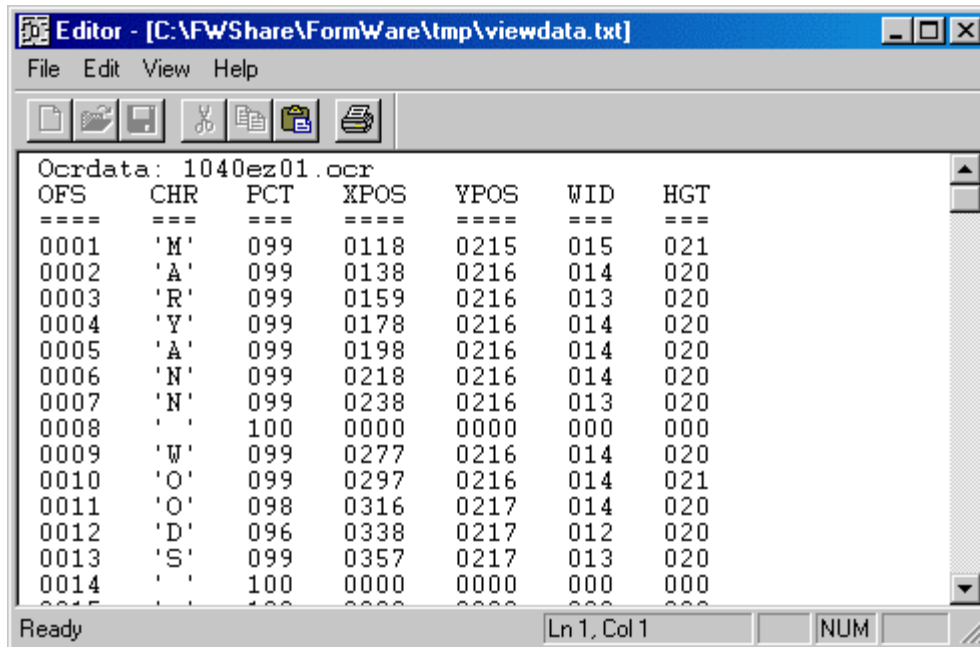 Editor - [C:\FWShare\FormWare\tmp\viewdata.txt]
File Edit View Help
Ocrdata: 1040ez01.ocr
OFS CHR PCT XPOS YPOS WID HGT
==== === === ==== ==== === ===
0001 'M' 099 0118 0215 015 021
0002 'A' 099 0138 0216 014 020
0003 'R' 099 0159 0216 013 020
0004 'Y' 099 0178 0216 014 020
0005 'A' 099 0198 0216 014 020
0006 'N' 099 0218 0216 014 020
0007 'N' 099 0238 0216 013 020
0008 ' ' 100 0000 0000 000 000
0009 'W' 099 0277 0216 014 020
0010 'O' 099 0297 0216 014 021
0011 'O' 098 0316 0217 014 020
0012 'D' 096 0338 0217 012 020
0013 'S' 099 0357 0217 013 020
0014 ' ' 100 0000 0000 000 000
Ready Ln 1, Col 1 NUM